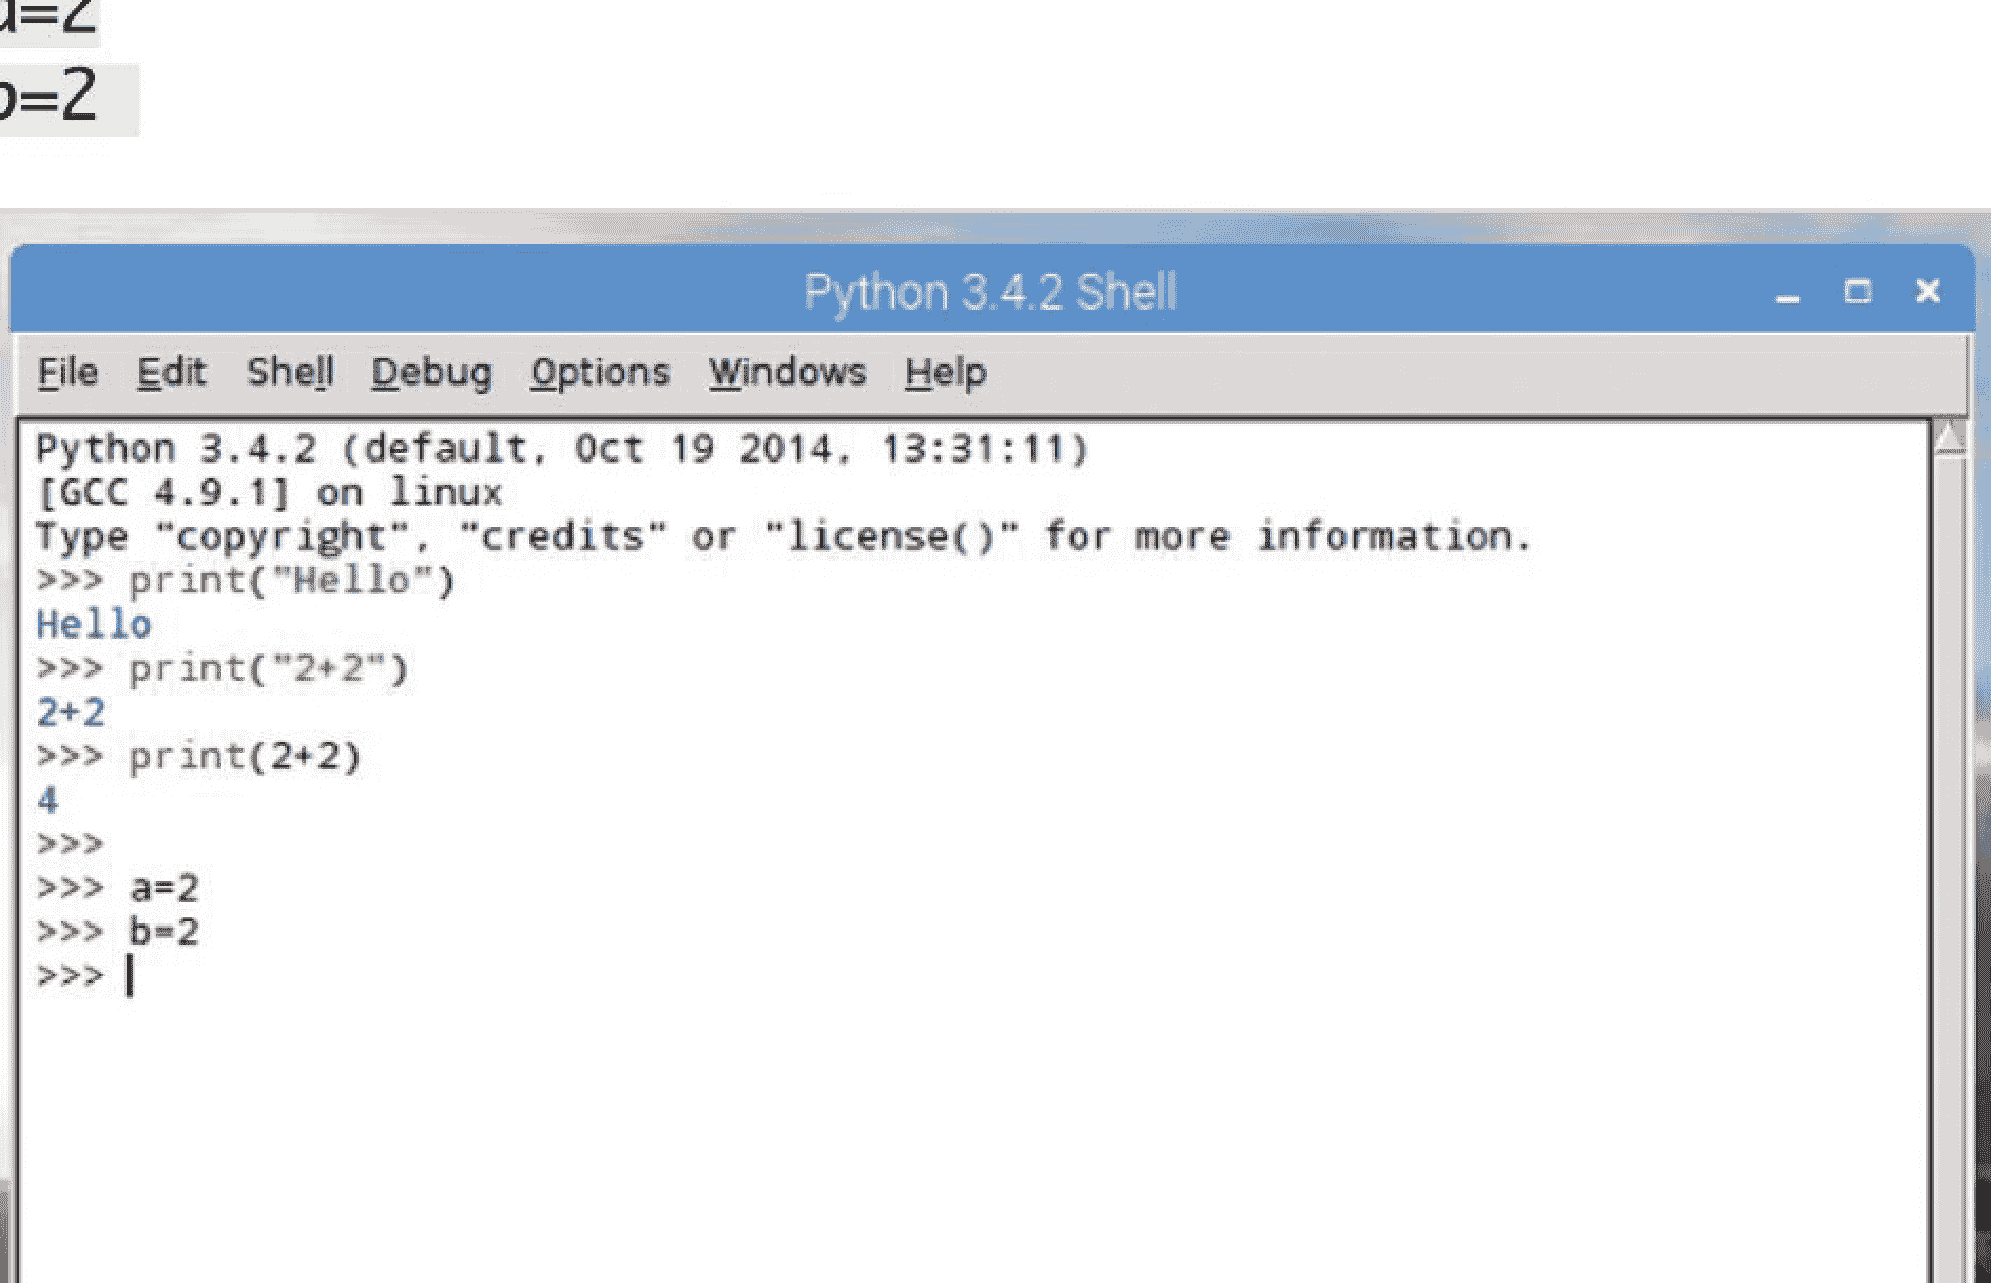 a=2
b=2
Python 3.4.2 Shell
File Edit Shell Debug Options Windows Help
Python 3.4.2 (default, Oct 19 2014, 13:31:11)
[GCC 4.9.1] on linux
Type "copyright", "credits" or "license()" for more information.
>>> print("Hello")
Hello
>>> print("2+2")
2+2
>>> print(2+2)
4
>>>
>>> a=2
>>> b=2
>>>